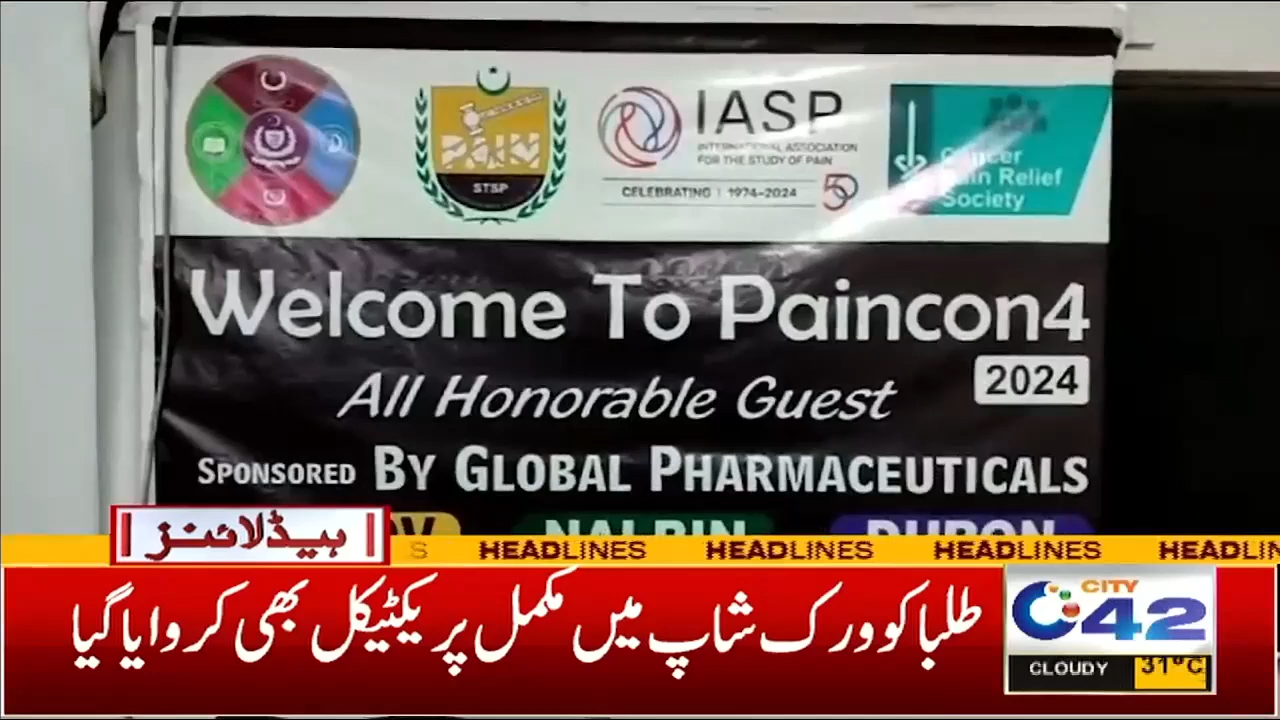 PAIN
STSP
IASP
INTERNATIONAL ASSOCIATION
FOR THE STUDY OF PAIN
CELEBRATING | 1974-2024
50
Cancer
Pain Relief
Society
Welcome To Paincon4
2024
All Honorable Guest
SPONSORED BY GLOBAL PHARMACEUTICALS
NALBIN
ہیڈلائنز
HEADLINES HEADLINES HEADLINES
طلبا کو ورک شاپ میں مکمل پریکٹیکل بھی کروایا گیا
CITY
42
CLOUDY 31°C